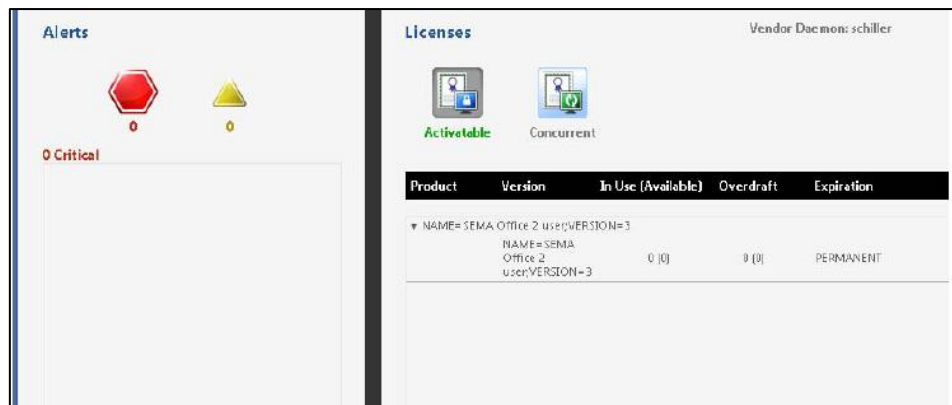 Alerts
0
0
0 Critical
Licenses
Vendor Daemon: schiller
Activatable
Concurrent
Product Version In Use (Available) Overdraft Expiration
▼ NAME=SEMA Office 2 user;VERSION=3
NAME=SEMA
Office 2
user;VERSION=3
0 (0) 0 (0) PERMANENT